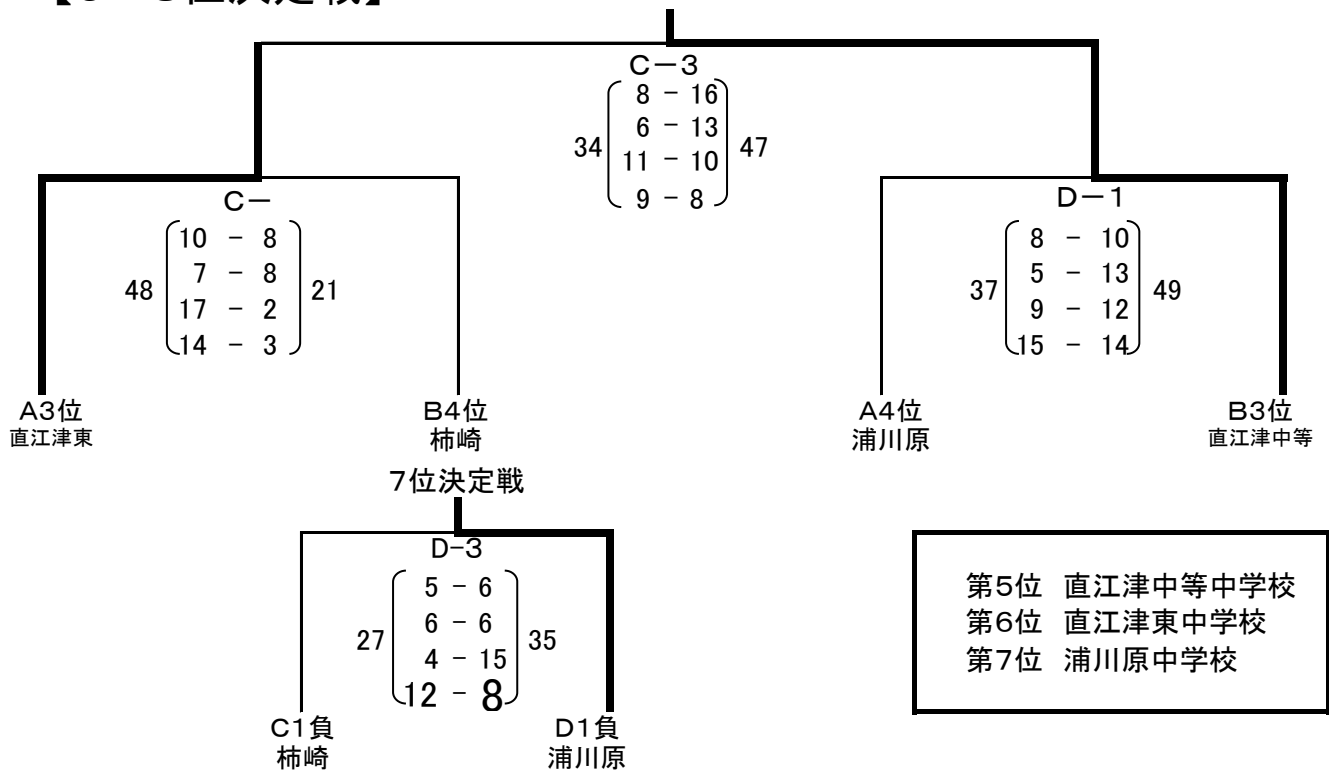 位決定戦】
C－3
8 － 16
6 － 13
34 47
11 － 10
9 － 8
C－
10 － 8
7 － 8
48 21
17 － 2
14 － 3
D－1
8 － 10
5 － 13
37 49
9 － 12
15 － 14
A3位
直江津東
B4位
柿崎
A4位
浦川原
B3位
直江津中等
7位決定戦
D-3
5 － 6
6 － 6
27 35
4 － 15
12 － 8
C1負
柿崎
D1負
浦川原
第5位 直江津中等中学校
第6位 直江津東中学校
第7位 浦川原中学校